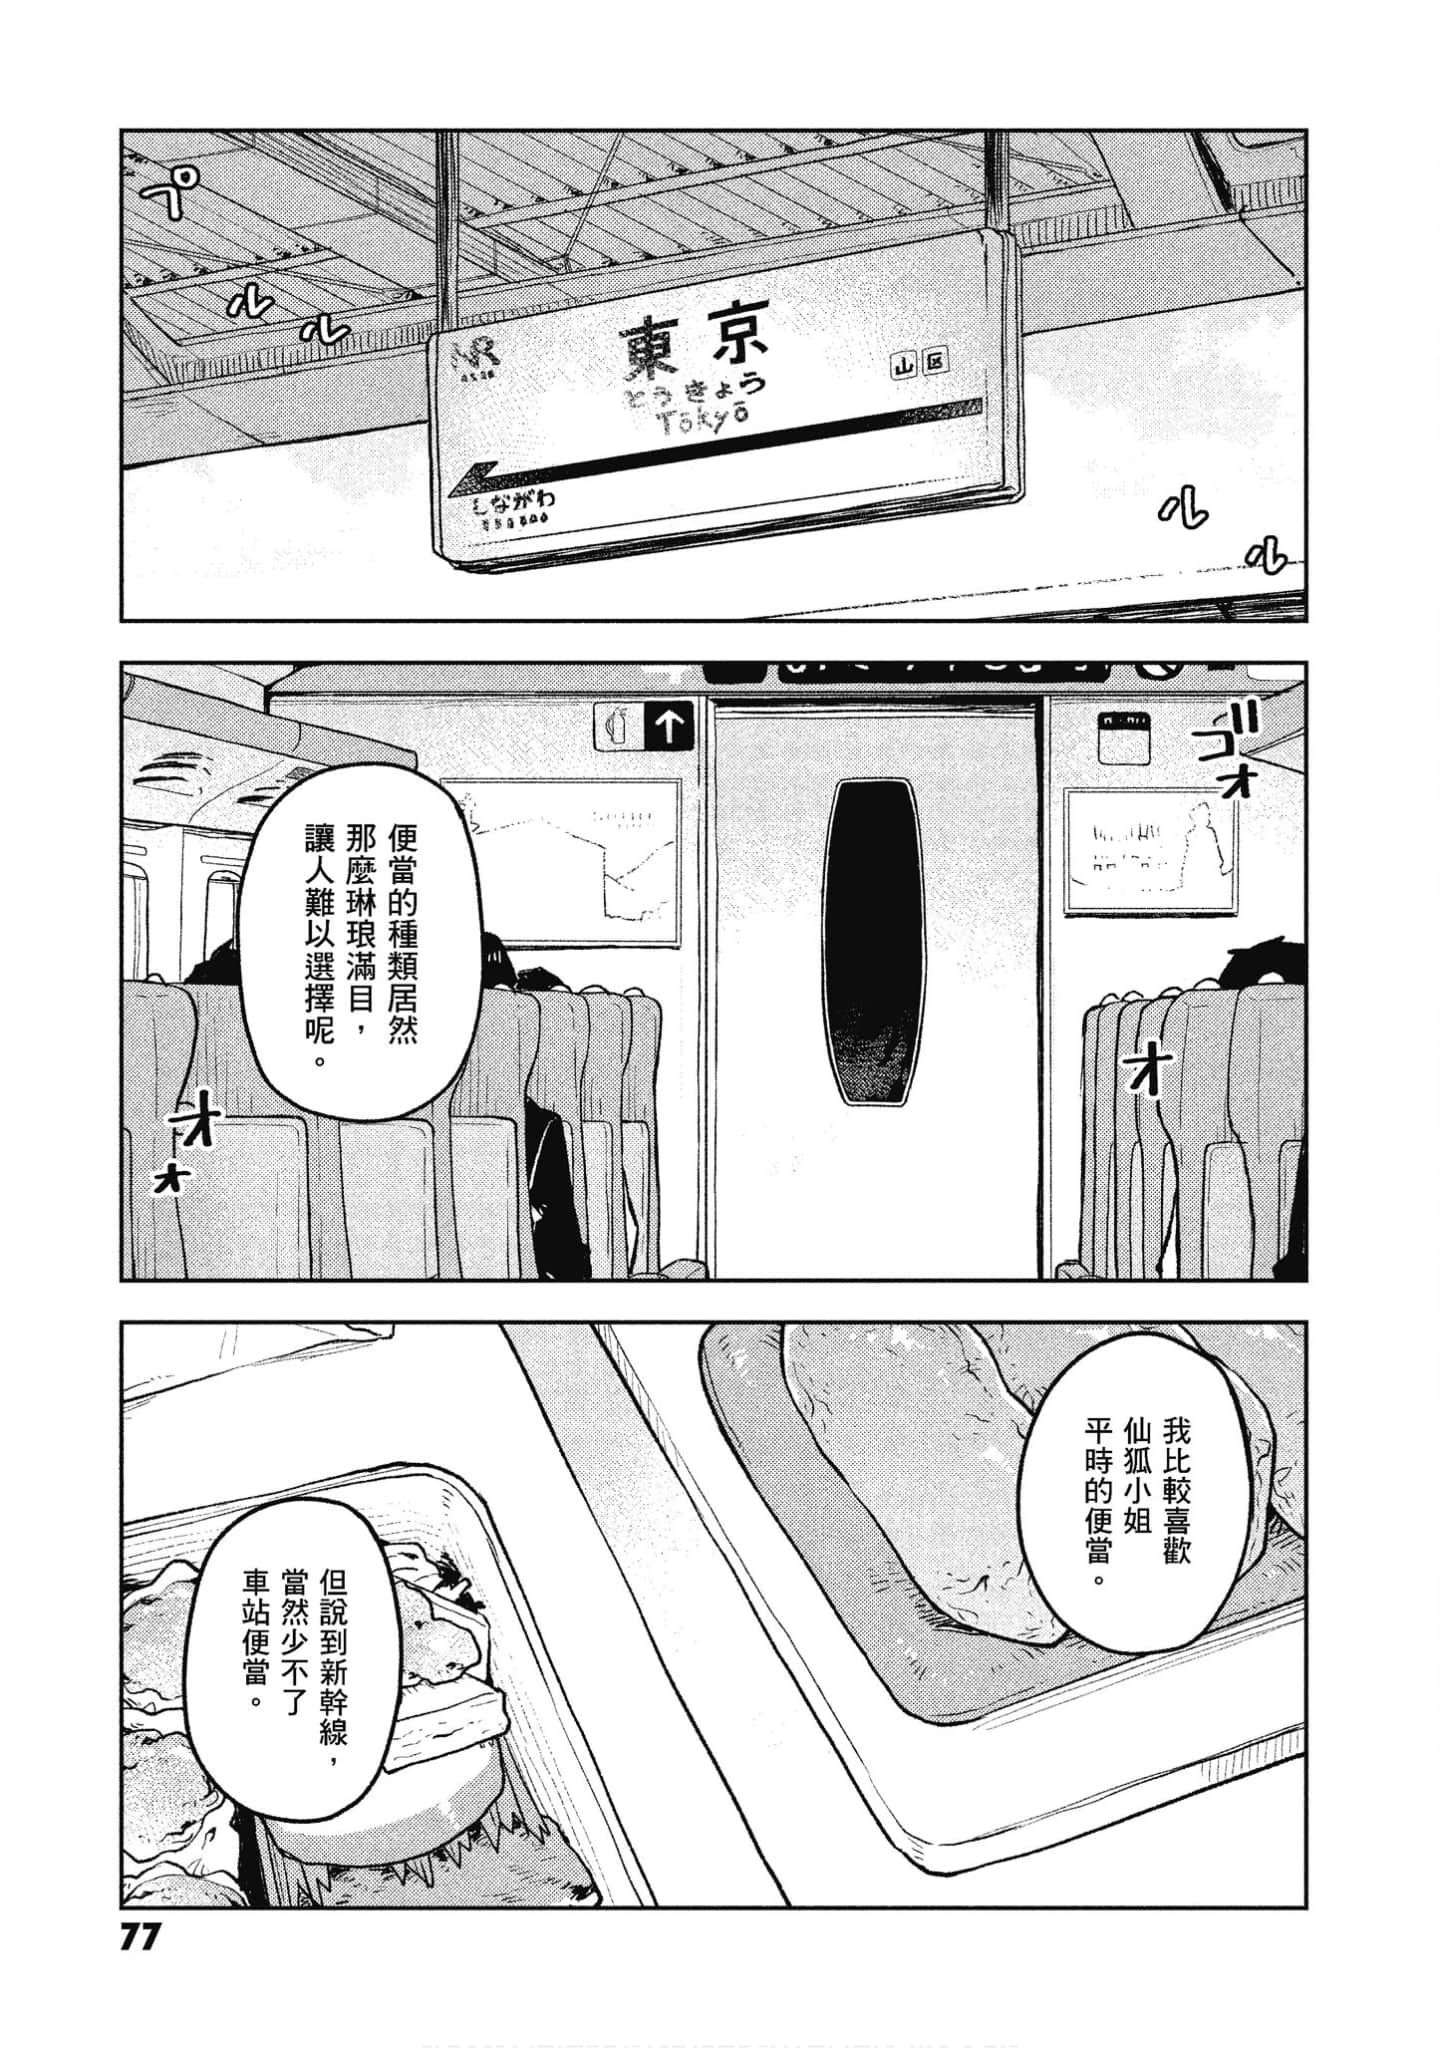 プ
ル
ル
東京
とうきょう
Tōkyō
山区
しながわ
ル
ル
ゴ
オ
便當的種類居然
那麼琳琅滿目，
讓人難以選擇呢。
オ
オ
オ
我比較喜歡
仙狐小姐
平時的便當。
但說到新幹線，
當然少不了
車站便當。
77